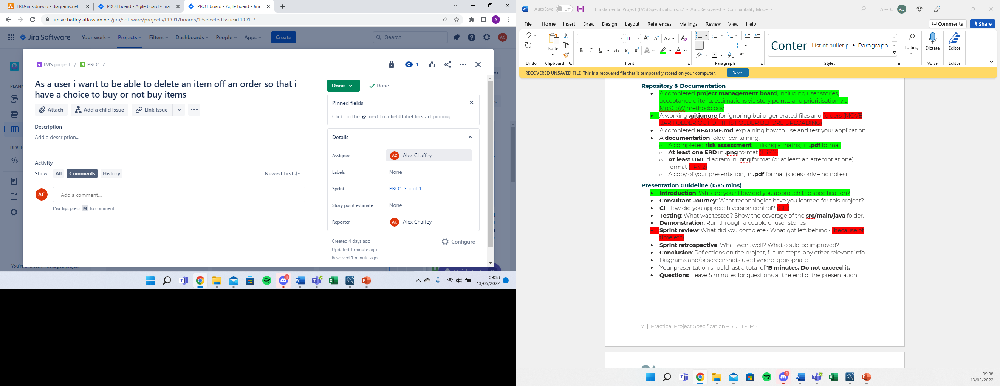 ERD-ims.drawio - diagrams.net
PRO1 board - Agile board - Jira
PRO1 board - Agile board - Jira
imsachaffey.atlassian.net/jira/software/projects/PRO1/boards/1?selectedIssue=PRO1-7
A
Jira Software
Your work
Projects
Filters
Dashboards
People
Apps
Create
Search
AC
IMS project / PRO1-7
1
As a user i want to be able to delete an item off an order so that i
have a choice to buy or not buy items
Attach
Add a child issue
Link issue
Description
Add a description...
Activity
Show: All Comments History
Newest first
AC
Add a comment...
Pro tip: press M to comment
Done
Done
Pinned fields
Click on the next to a field label to start pinning.
Details
Assignee AC Alex Chaffey
Labels None
Sprint PRO1 Sprint 1
Story point estimate None
Reporter AC Alex Chaffey
Created 4 days ago
Updated 1 minute ago
Resolved 1 minute ago
Configure
PLANN
DEVEL
You're in a team-managed project
Quickstart
1
09:38
13/05/2022
3
AutoSave Off
Fundamental Project (IMS) Specification v3.2 - AutoRecovered - Compatibility Mode
Alex C AC
File Home Insert Draw Design Layout References Mailings Review View Help
Comments
Share
Undo
Paste
Clipboard
11
Aa
B I U ab x₂ x² A A
Font
Paragraph
Conter
List of bullet p
• Paragraph
Styles
Editing
Dictate
Voice
Editor
Editor
RECOVERED UNSAVED FILE This is a recovered file that is temporarily stored on your computer.
Save
Repository & Documentation
• A completed project management board, including user stories,
acceptance criteria, estimations via story points, and prioritisation via
MoSCoW methodology
• A working .gitignore for ignoring build-generated files and folders (MOVE
JAR FOLDER OUT OF THIS FOLDER BEFORE UPLOADING)
• A completed README.md, explaining how to use and test your application
• A documentation folder containing:
o A completed risk assessment, utilising a matrix, in .pdf format
o At least one ERD in .png format (TRY 2)
o At least UML diagram in .png format (or at least an attempt at one)
format (TRY 2)
o A copy of your presentation, in .pdf format (slides only – no notes)
Presentation Guideline (15+5 mins)
• Introduction: Who are you? How did you approach the specification?
• Consultant Journey: What technologies have you learned for this project?
• CI: How did you approach version control? (GIT)
• Testing: What was tested? Show the coverage of the src/main/java folder.
• Demonstration: Run through a couple of user stories
• Sprint review: What did you complete? What got left behind? (because of
time etc)
• Sprint retrospective: What went well? What could be improved?
• Conclusion: Reflections on the project, future steps, any other relevant info
• Diagrams and/or screenshots used where appropriate
• Your presentation should last a total of 15 minutes. Do not exceed it.
• Questions: Leave 5 minutes for questions at the end of the presentation
7 | Practical Project Specification – SDET - IMS
1
09:38
13/05/2022